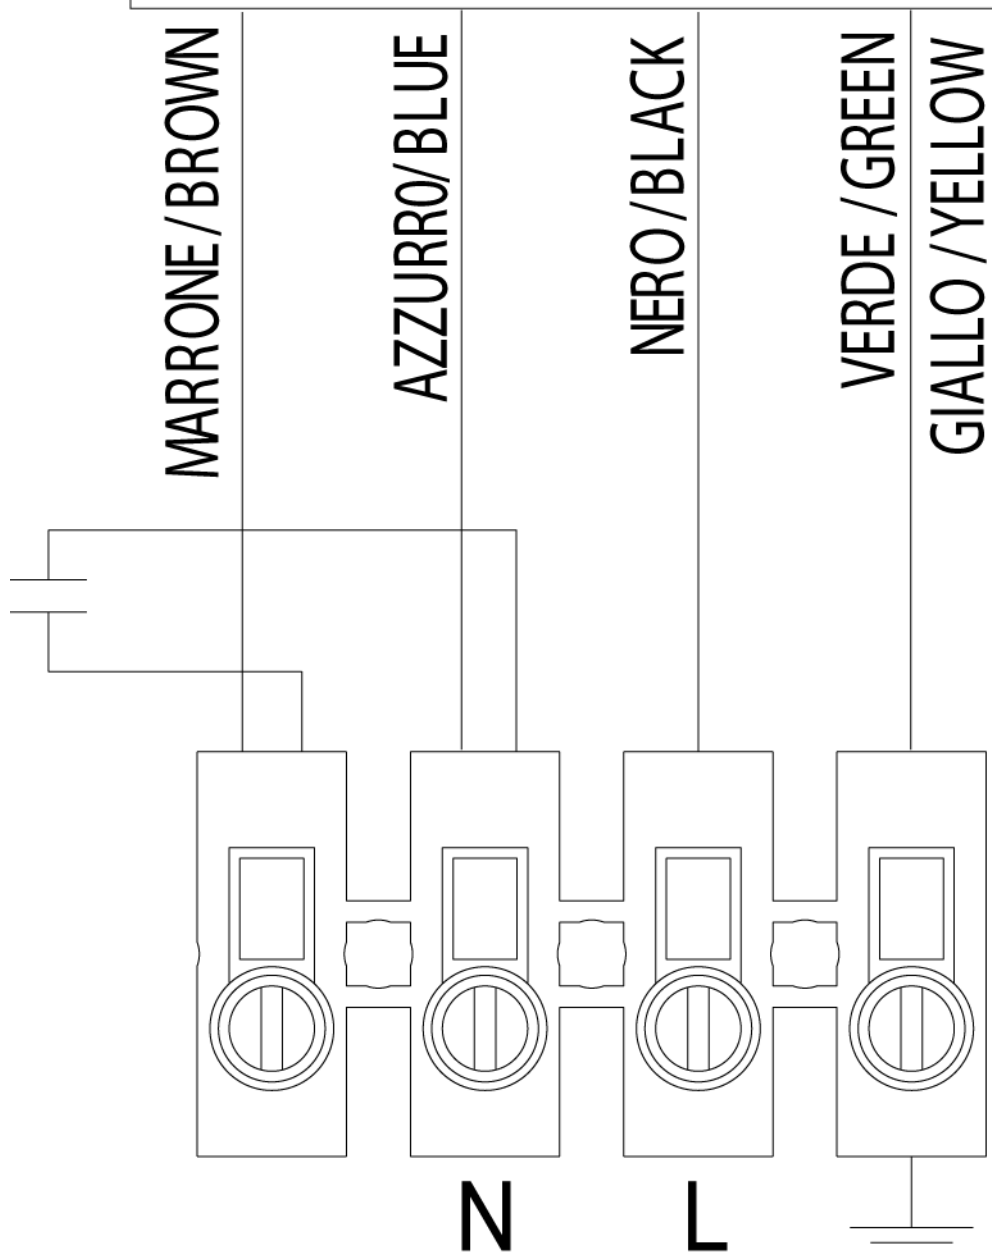 MARRONE / BROWN
AZZURRO / BLUE
NERO / BLACK
VERDE / GREEN
GIALLO / YELLOW
N
L